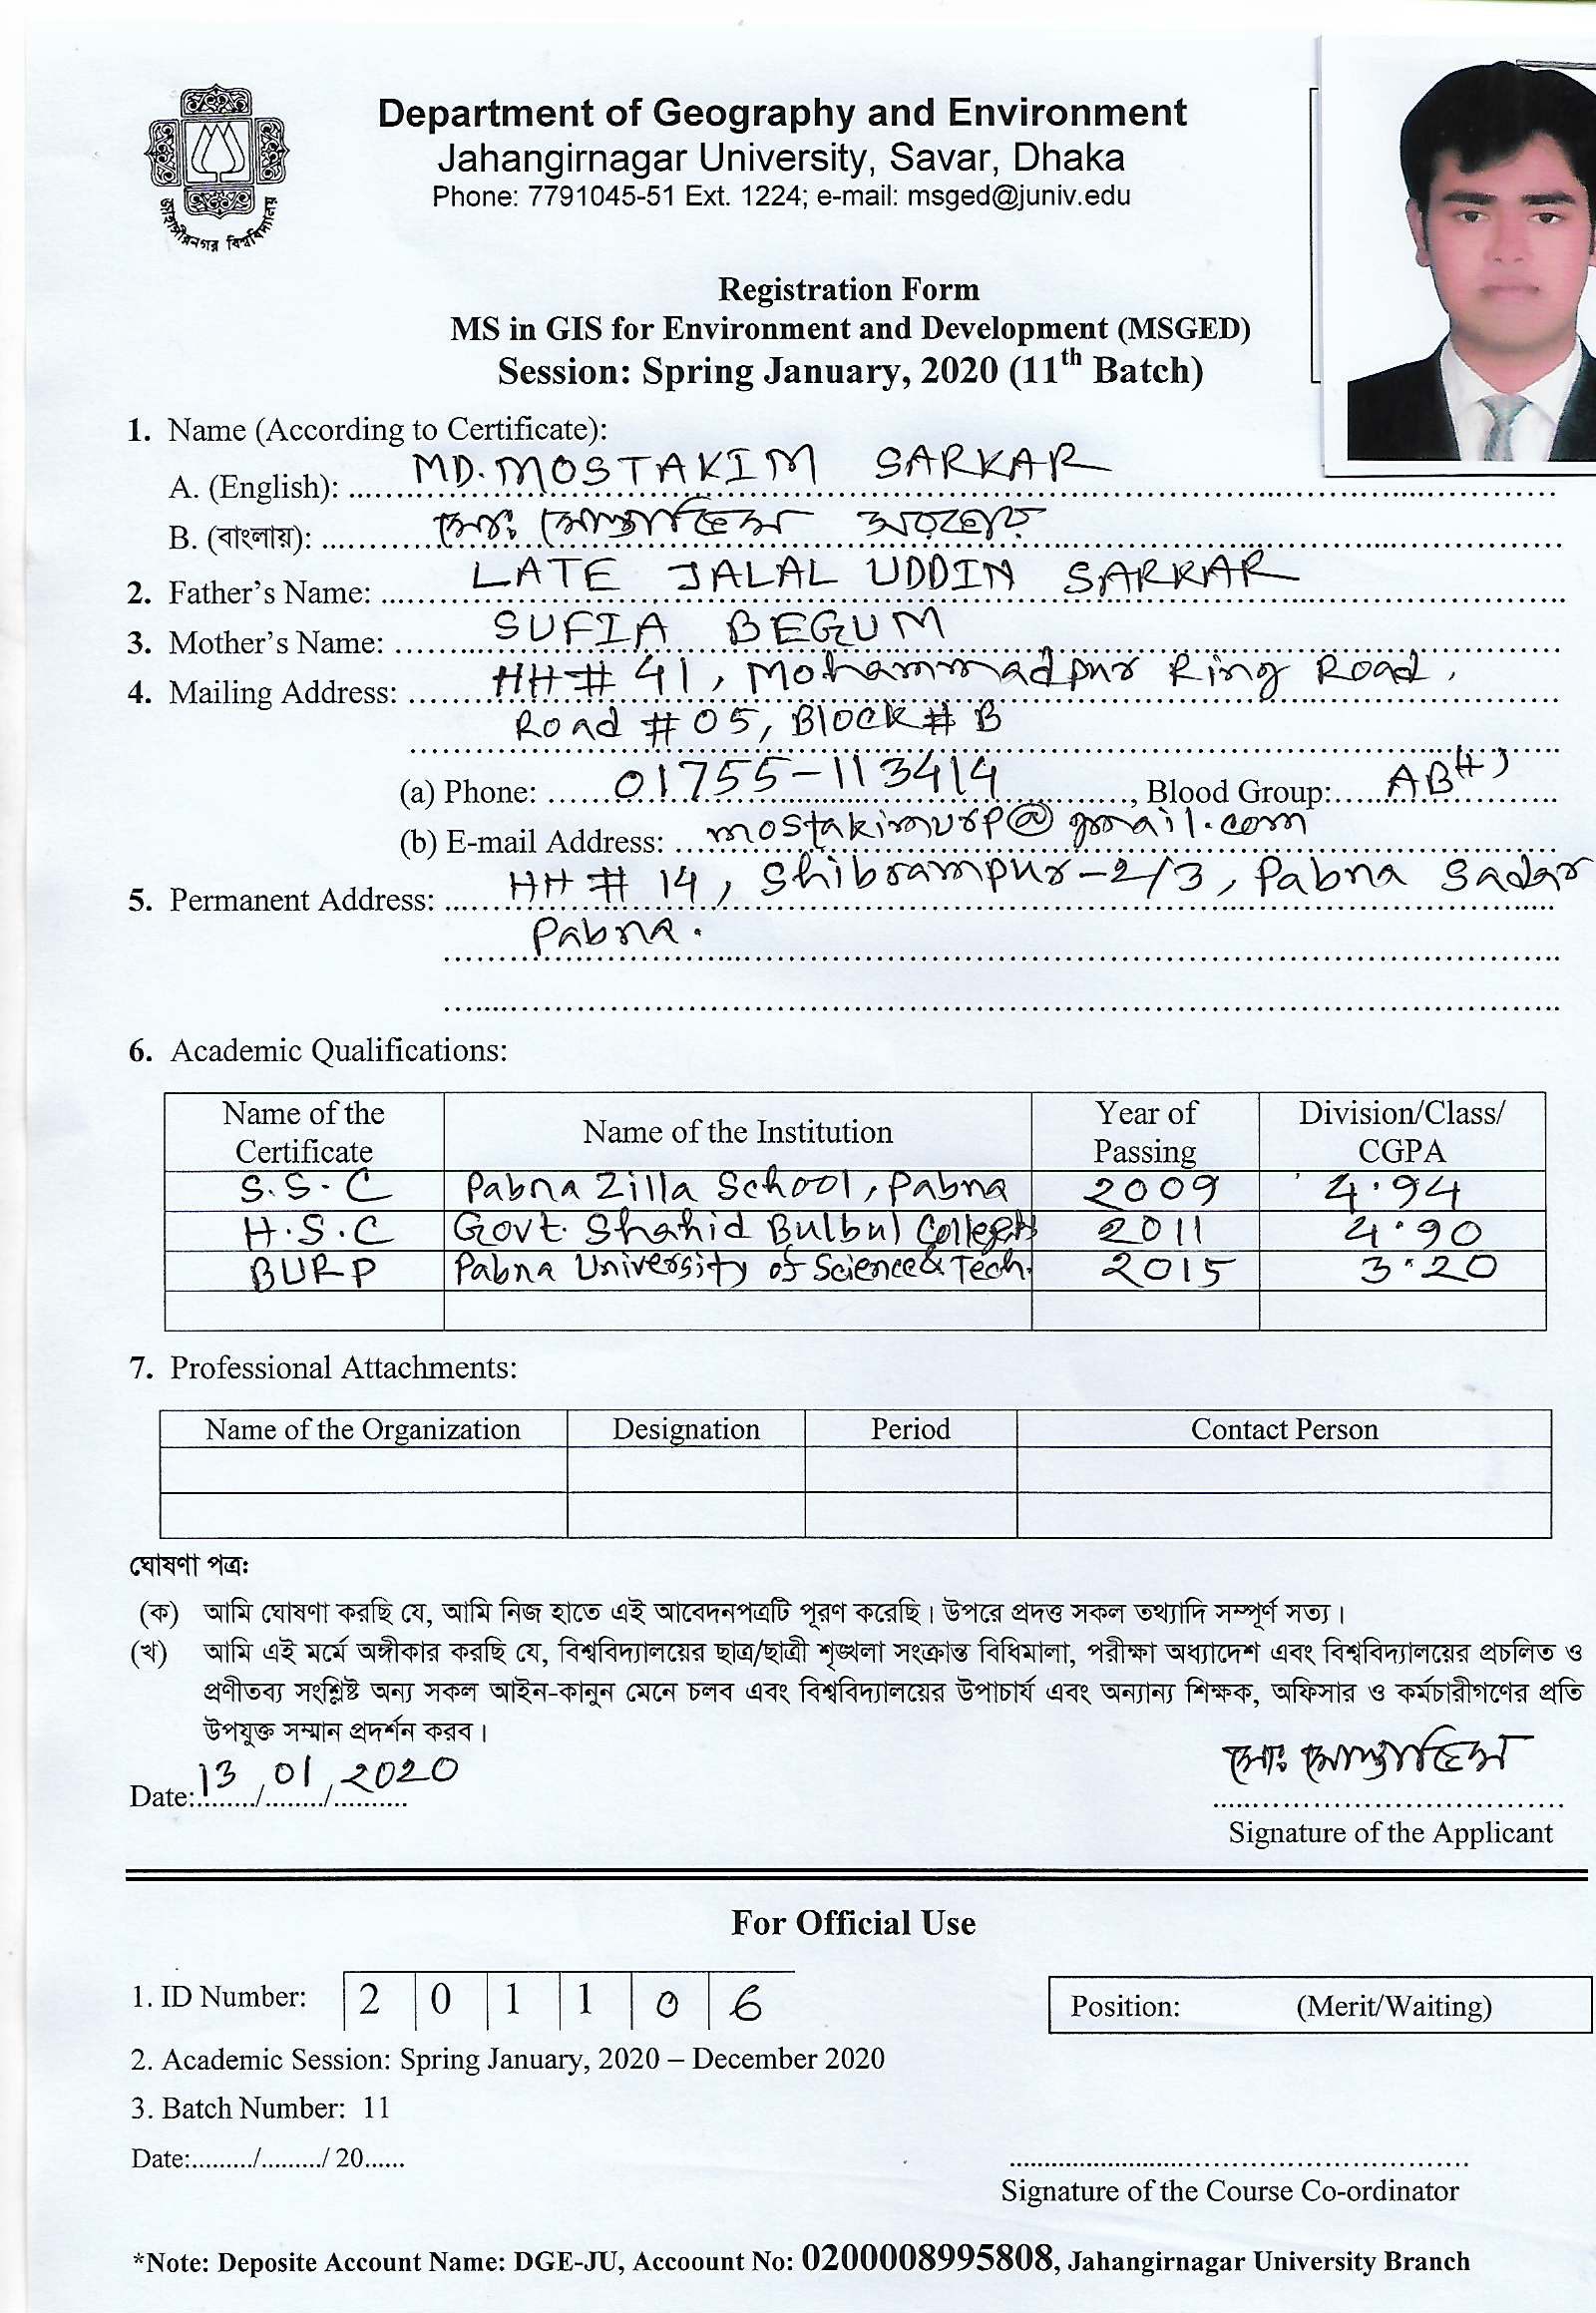 জাহাঙ্গীরনগর বিশ্ববিদ্যালয়
Department of Geography and Environment
Jahangirnagar University, Savar, Dhaka
Phone: 7791045-51 Ext. 1224; e-mail: msged@juniv.edu
Registration Form
MS in GIS for Environment and Development (MSGED)
Session: Spring January, 2020 (11th Batch)
1. Name (According to Certificate):
A. (English): MD. MOSTAKIM SARKAR
B. (বাংলায়): মোঃ মোস্তাকিম সরকার
2. Father's Name: LATE JALAL UDDIN SARKAR
3. Mother's Name: SUFIA BEGUM
4. Mailing Address: HH# 41, Mohammadpur Ring Road,
Road # 05, Block# B
(a) Phone: 01755-113414, Blood Group: AB(+)
(b) E-mail Address: mostakimurp@gmail.com
5. Permanent Address: HH # 14, Shibrampur-2/3, Pabna Sadar
Pabna.
6. Academic Qualifications:
Name of the Certificate Name of the Institution Year of Passing Division/Class/CGPA
S.S.C Pabna Zilla School, Pabna 2009 4.94
H.S.C Govt. Shahid Bulbul College 2011 4.90
BURP Pabna University of Science & Tech. 2015 3.20
7. Professional Attachments:
Name of the Organization Designation Period Contact Person
ঘোষণা পত্র:
(ক) আমি ঘোষণা করছি যে, আমি নিজ হাতে এই আবেদনপত্রটি পূরণ করেছি। উপরে প্রদত্ত সকল তথ্যাদি সম্পূর্ণ সত্য।
(খ) আমি এই মর্মে অঙ্গীকার করছি যে, বিশ্ববিদ্যালয়ের ছাত্র/ছাত্রী শৃঙ্খলা সংক্রান্ত বিধিমালা, পরীক্ষা অধ্যাদেশ এবং বিশ্ববিদ্যালয়ের প্রচলিত ও
প্রণীতব্য সংশ্লিষ্ট অন্য সকল আইন-কানুন মেনে চলব এবং বিশ্ববিদ্যালয়ের উপাচার্য এবং অন্যান্য শিক্ষক, অফিসার ও কর্মচারীগণের প্রতি
উপযুক্ত সম্মান প্রদর্শন করব।
Date: 13/01/2020 মোঃ মোস্তাকিম
Signature of the Applicant
For Official Use
1. ID Number: 2 0 1 1 0 6 Position: (Merit/Waiting)
2. Academic Session: Spring January, 2020 – December 2020
3. Batch Number: 11
Date:........./........./ 20......
Signature of the Course Co-ordinator
*Note: Deposite Account Name: DGE-JU, Accoount No: 0200008995808, Jahangirnagar University Branch